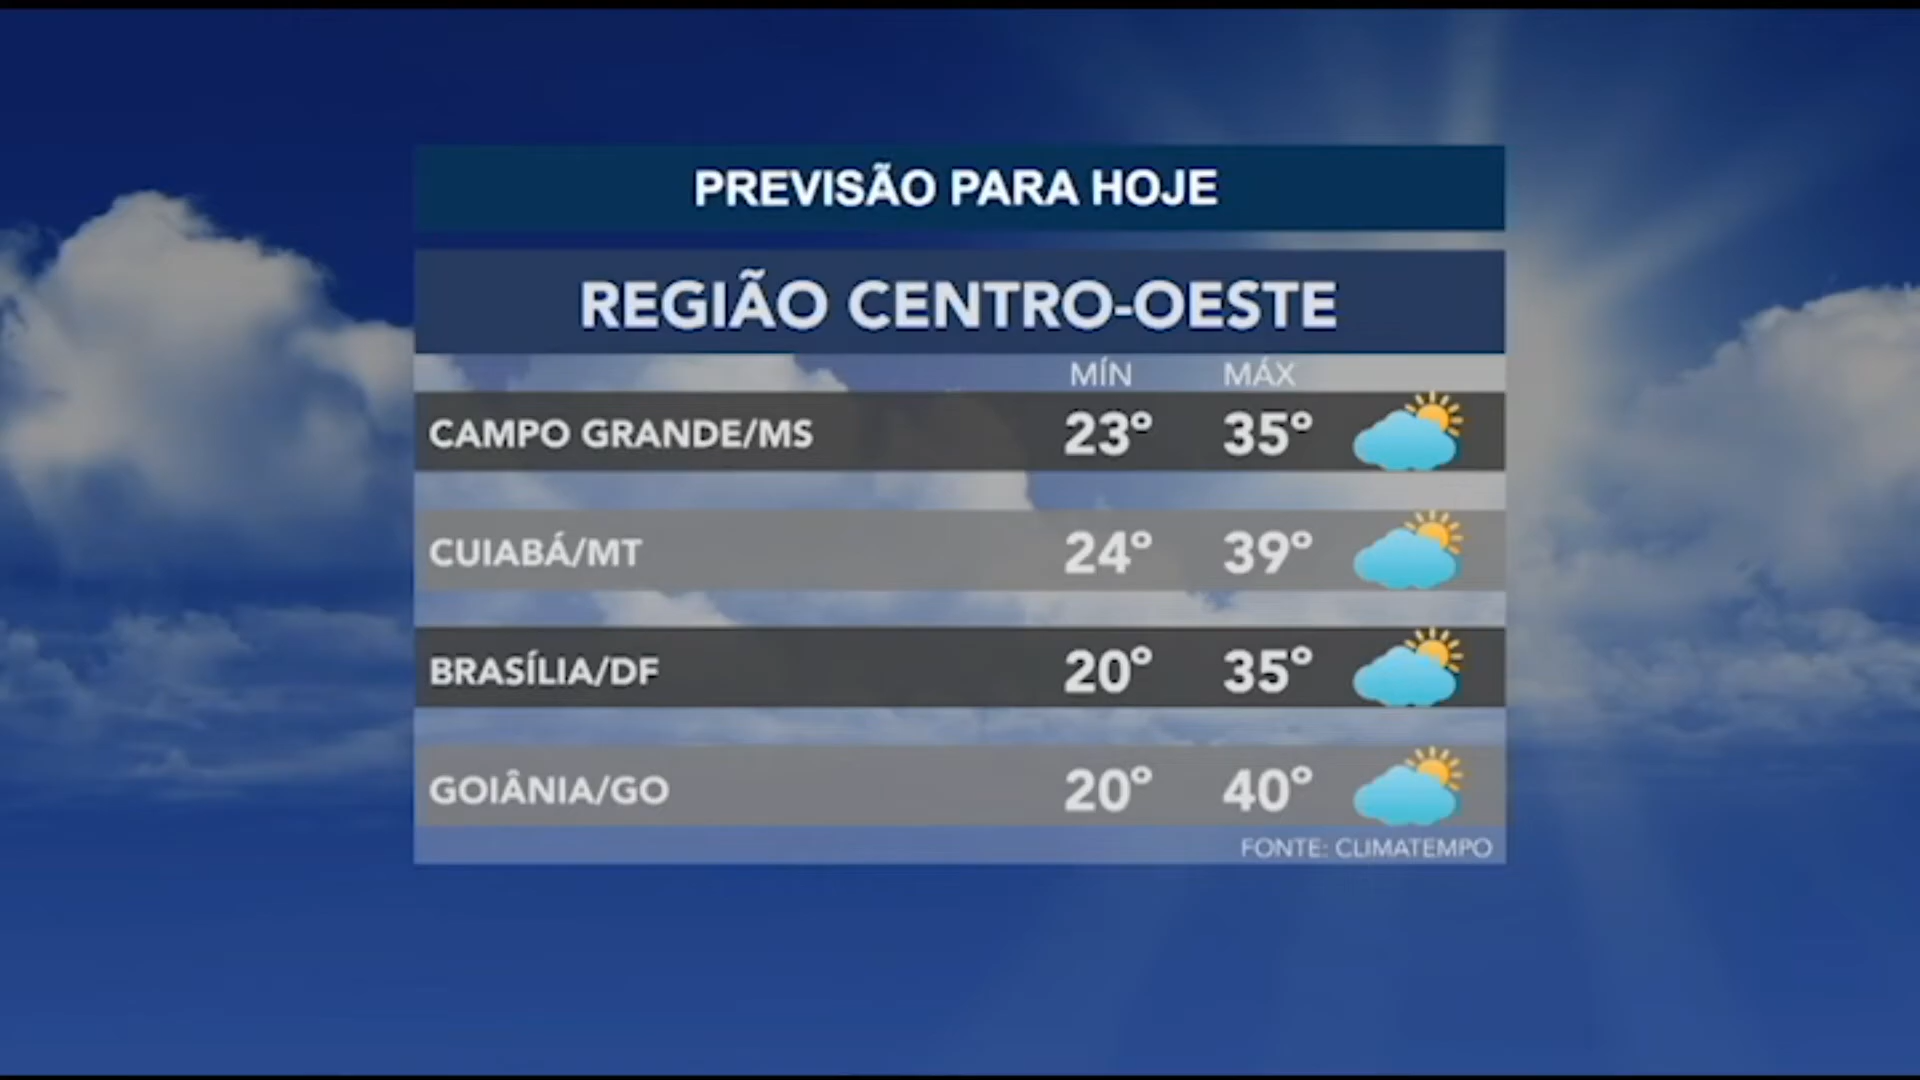 PREVISÃO PARA HOJE
REGIÃO CENTRO-OESTE
MÍN MÁX
CAMPO GRANDE/MS 23° 35°
CUIABÁ/MT 24° 39°
BRASÍLIA/DF 20° 35°
GOIÂNIA/GO 20° 40°
FONTE: CLIMATEMPO